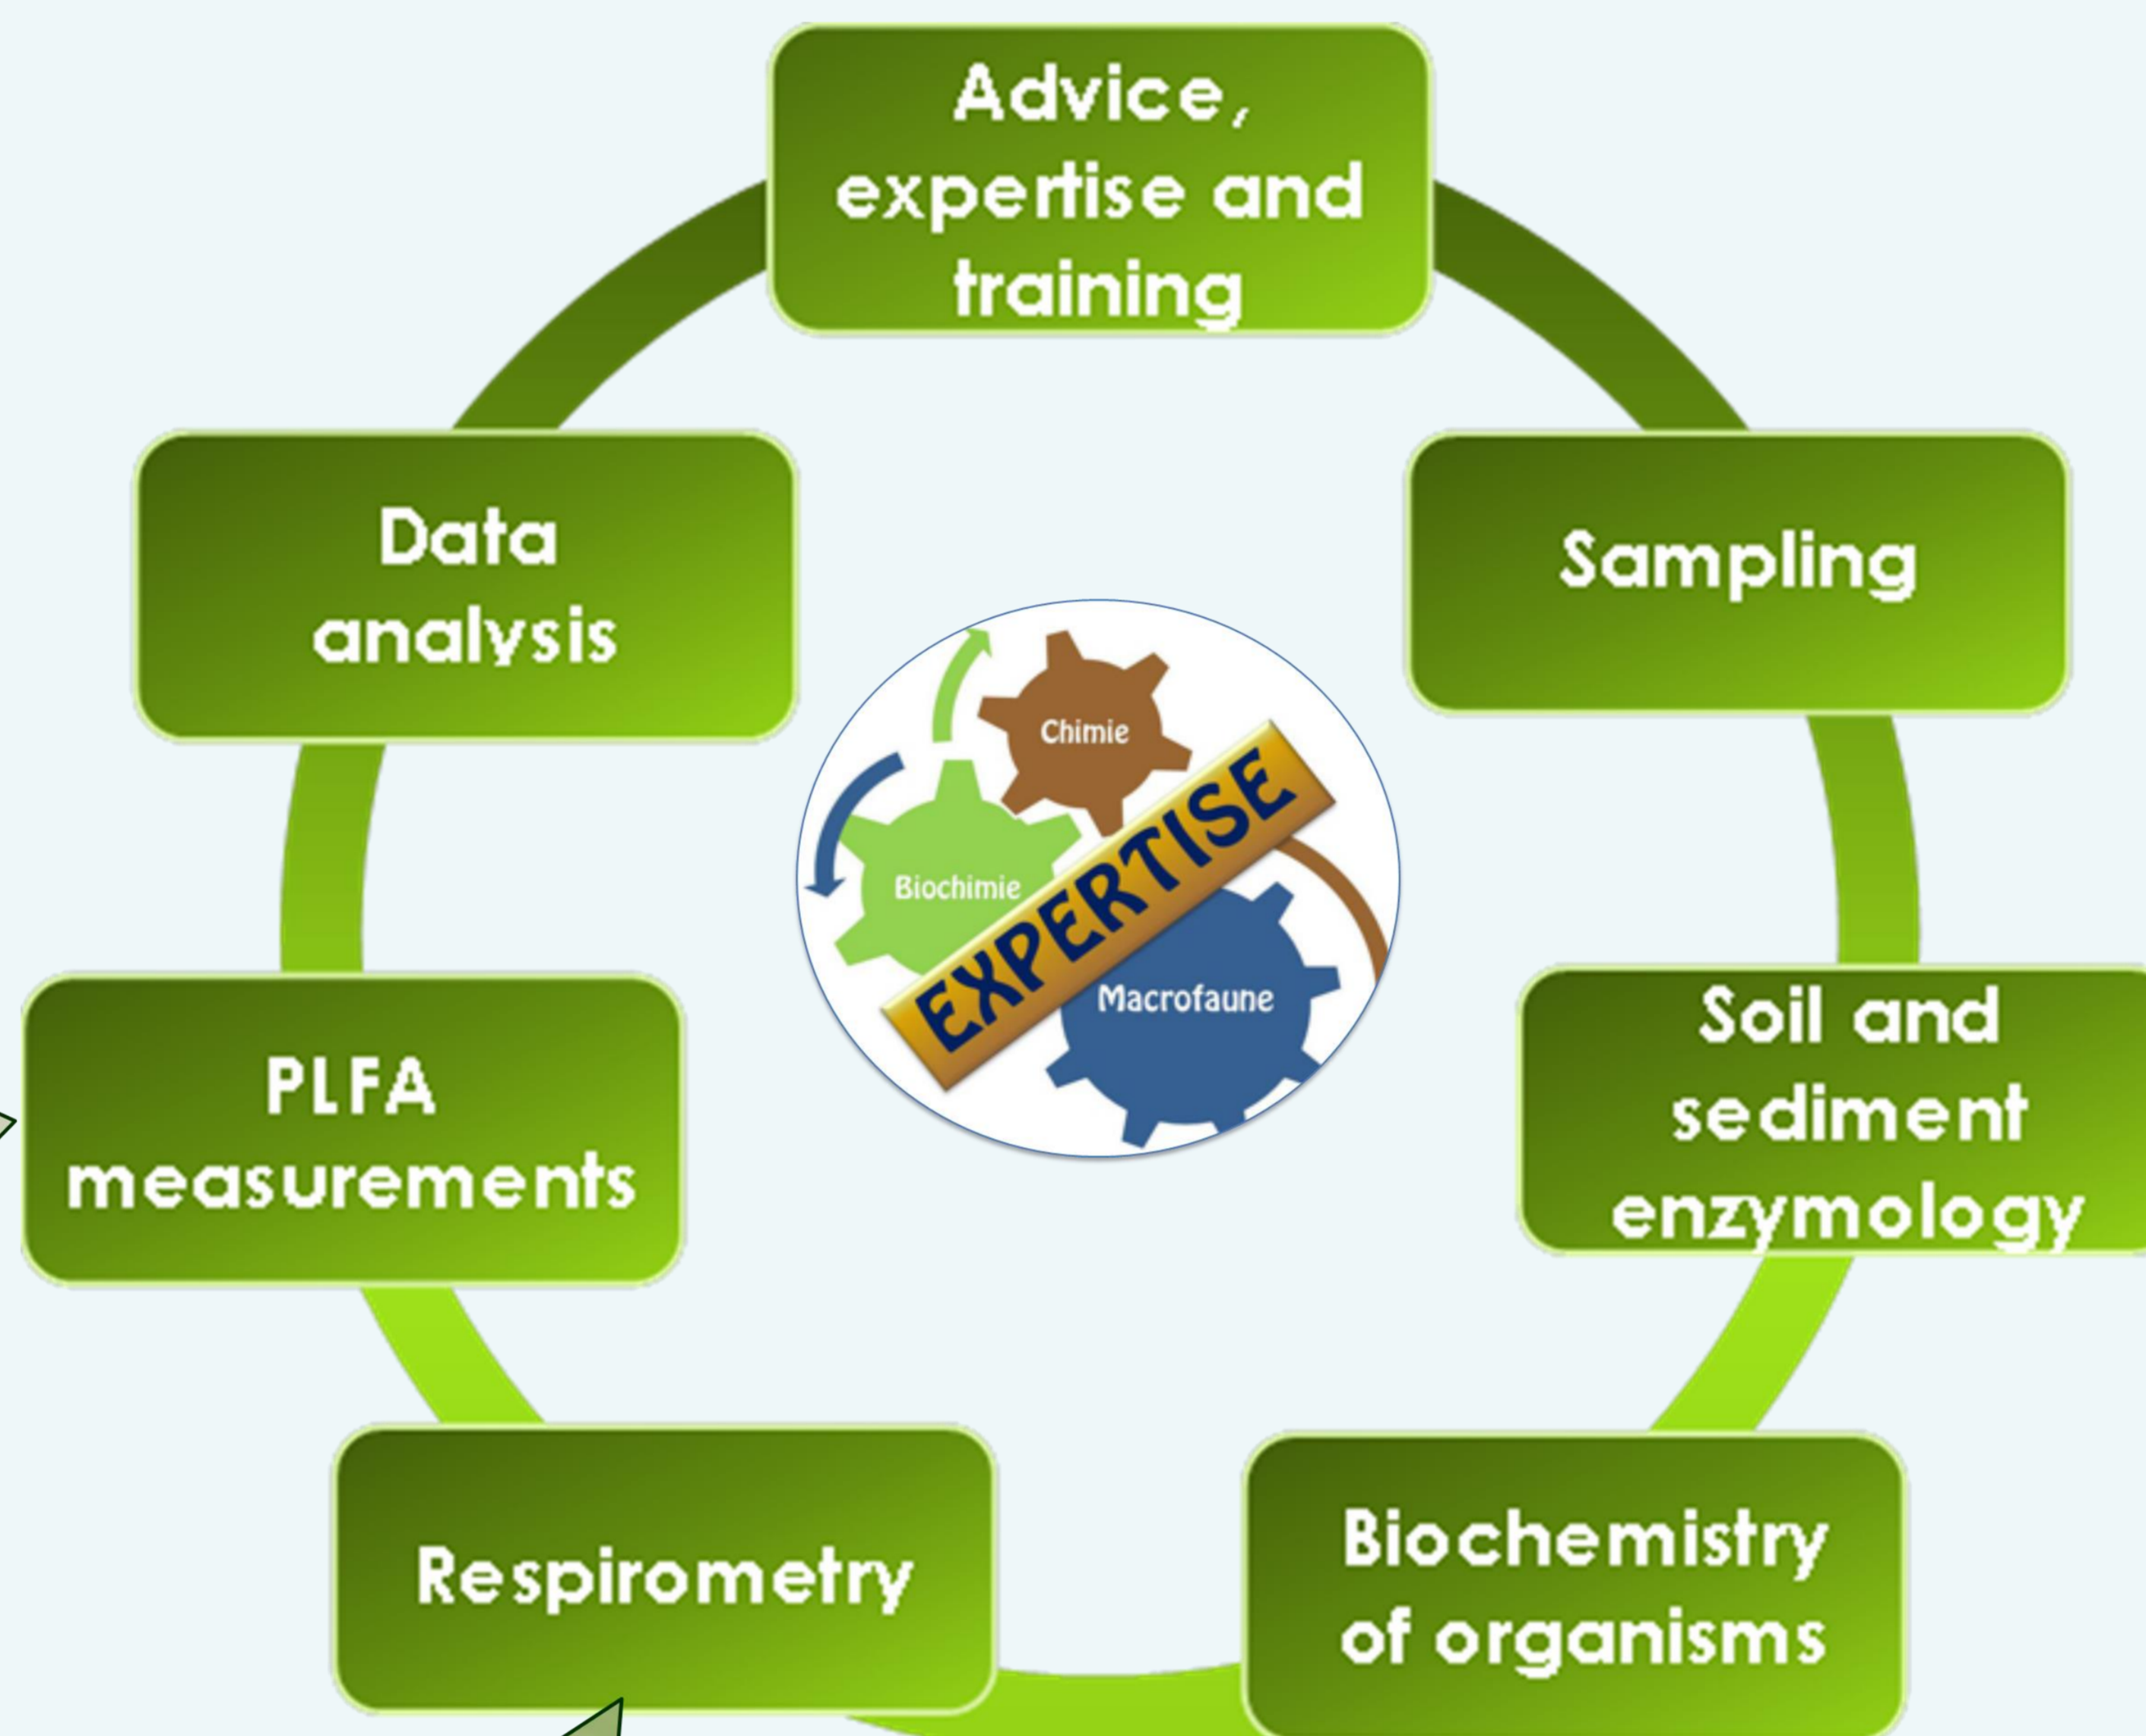 Advice,
expertise and
training
Data
analysis
Sampling
Chimie
EXPERTISE
Biochimie
Macrofaune
Soil and
sediment
enzymology
PLFA
measurements
Respirometry
Biochemistry
of organisms